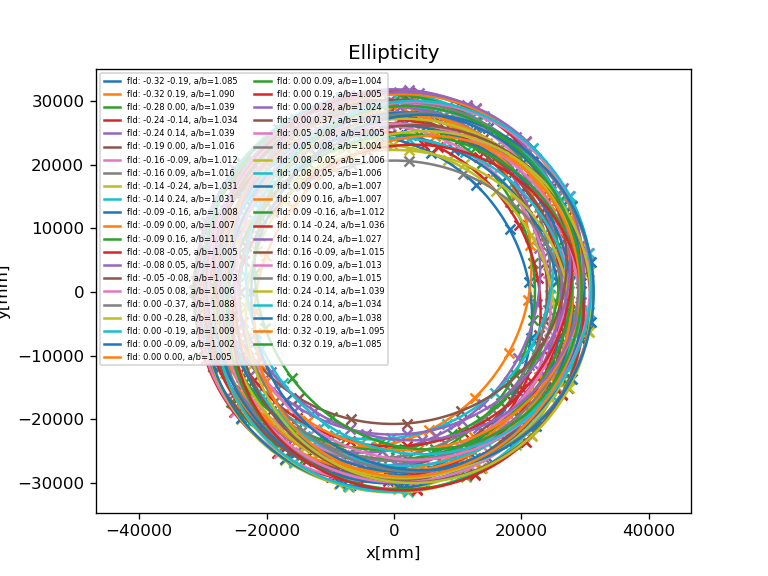 Ellipticity
fld: -0.32 -0.19, a/b=1.085
fld: -0.32 0.19, a/b=1.090
fld: -0.28 0.00, a/b=1.039
fld: -0.24 -0.14, a/b=1.034
fld: -0.24 0.14, a/b=1.039
fld: -0.19 0.00, a/b=1.016
fld: -0.16 -0.09, a/b=1.012
fld: -0.16 0.09, a/b=1.016
fld: -0.14 -0.24, a/b=1.031
fld: -0.14 0.24, a/b=1.031
fld: -0.09 -0.16, a/b=1.008
fld: -0.09 0.00, a/b=1.007
fld: -0.09 0.16, a/b=1.011
fld: -0.08 -0.05, a/b=1.005
fld: -0.08 0.05, a/b=1.007
fld: -0.05 -0.08, a/b=1.003
fld: -0.05 0.08, a/b=1.006
fld: 0.00 -0.37, a/b=1.088
fld: 0.00 -0.28, a/b=1.033
fld: 0.00 -0.19, a/b=1.009
fld: 0.00 -0.09, a/b=1.002
fld: 0.00 0.00, a/b=1.005
fld: 0.00 0.09, a/b=1.004
fld: 0.00 0.19, a/b=1.005
fld: 0.00 0.28, a/b=1.024
fld: 0.00 0.37, a/b=1.071
fld: 0.05 -0.08, a/b=1.005
fld: 0.05 0.08, a/b=1.004
fld: 0.08 -0.05, a/b=1.006
fld: 0.08 0.05, a/b=1.006
fld: 0.09 0.00, a/b=1.007
fld: 0.09 0.16, a/b=1.007
fld: 0.09 -0.16, a/b=1.012
fld: 0.14 -0.24, a/b=1.036
fld: 0.14 0.24, a/b=1.027
fld: 0.16 -0.09, a/b=1.015
fld: 0.16 0.09, a/b=1.013
fld: 0.19 0.00, a/b=1.015
fld: 0.24 -0.14, a/b=1.039
fld: 0.24 0.14, a/b=1.034
fld: 0.28 0.00, a/b=1.038
fld: 0.32 -0.19, a/b=1.095
fld: 0.32 0.19, a/b=1.085
30000
20000
10000
0
−10000
−20000
−30000
y[mm]
−40000
−20000
0
20000
40000
x[mm]